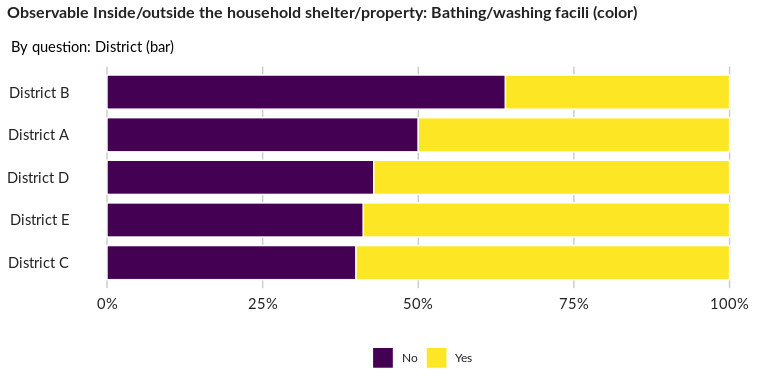 Observable Inside/outside the household shelter/property: Bathing/washing facili (color)
By question: District (bar)
District B
District A
District D
District E
District C
0% 25% 50% 75% 100%
No Yes